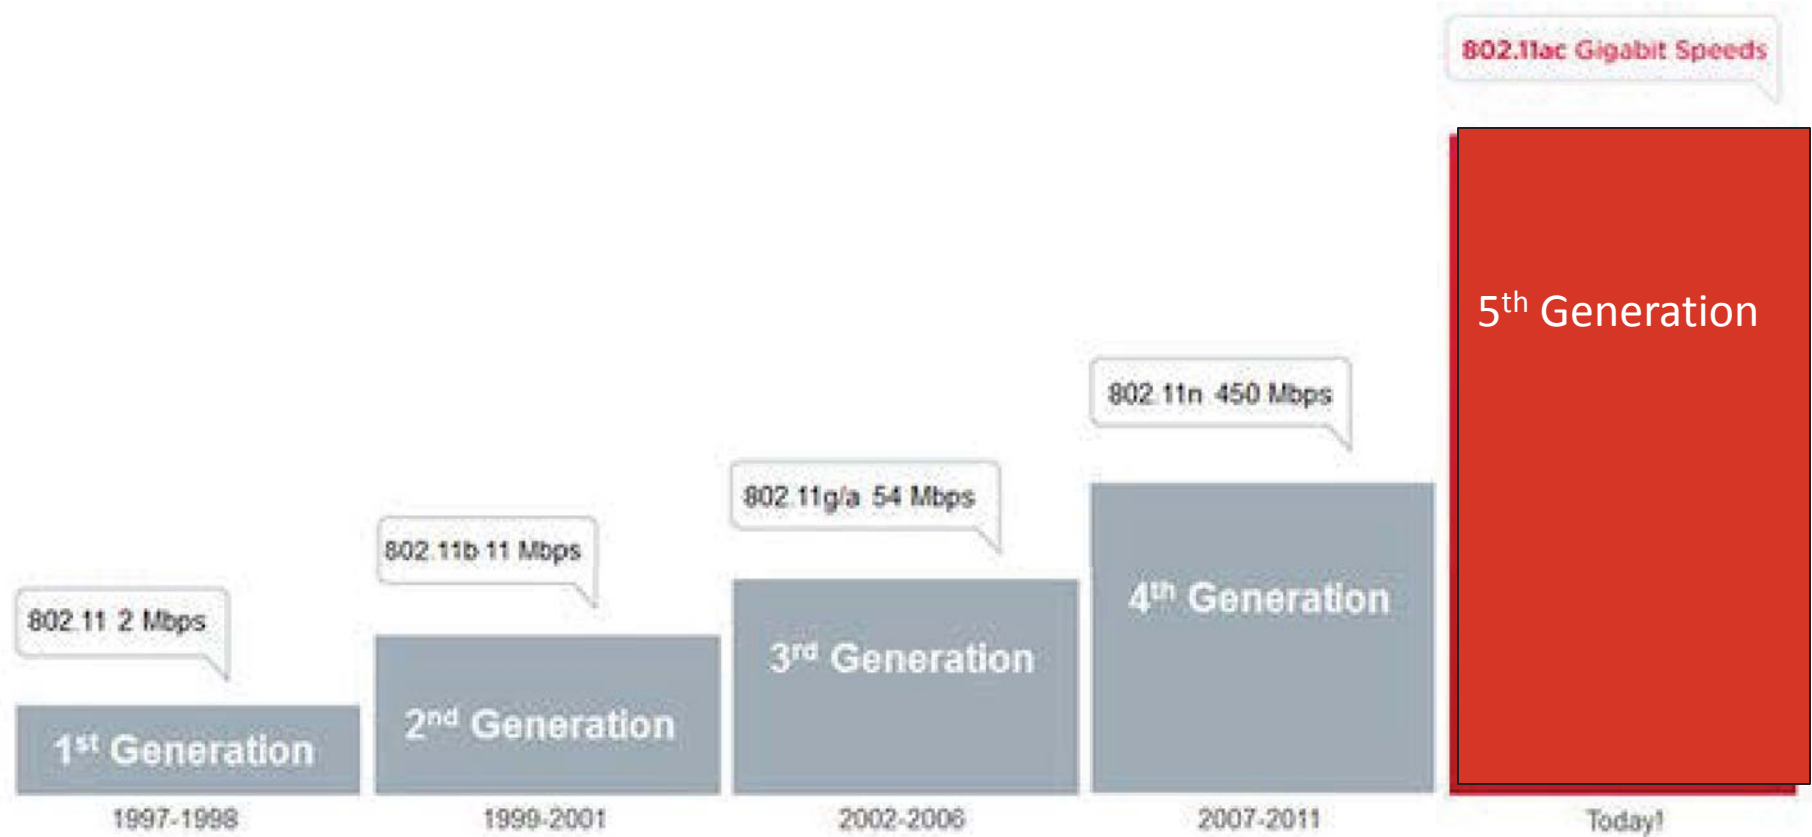 802.11ac Gigabit Speeds
5th Generation
802.11n 450 Mbps
4th Generation
802.11g/a 54 Mbps
3rd Generation
802.11b 11 Mbps
2nd Generation
802.11 2 Mbps
1st Generation
1997-1998
1999-2001
2002-2006
2007-2011
Today!